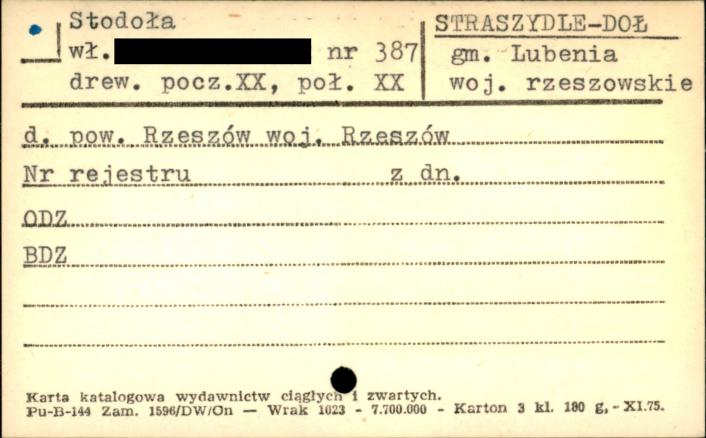 Stodoła
wł. nr 387
drew. pocz.XX, poł. XX
STRASZYDLE-DOŁ
gm. Lubenia
woj. rzeszowskie
d. pow. Rzeszów woj. Rzeszów
Nr rejestru z dn.
ODZ
BDZ
Karta katalogowa wydawnictw ciągłych i zwartych.
Pu-B-144 Zam. 1596/DW/On — Wrak 1023 - 7.700.000 - Karton 3 kl. 180 g, - XI.75.